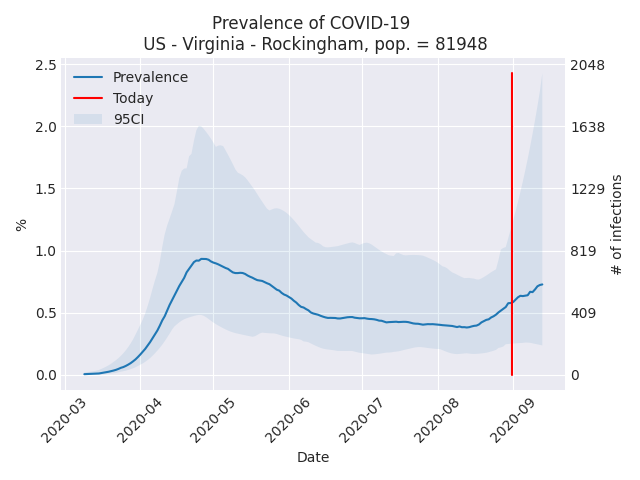 Prevalence of COVID-19
US - Virginia - Rockingham, pop. = 81948
Prevalence
Today
95CI
%
2.5
2.0
1.5
1.0
0.5
0.0
2048
1638
1229
819
409
0
# of infections
2020-03
2020-04
2020-05
2020-06
2020-07
2020-08
2020-09
Date